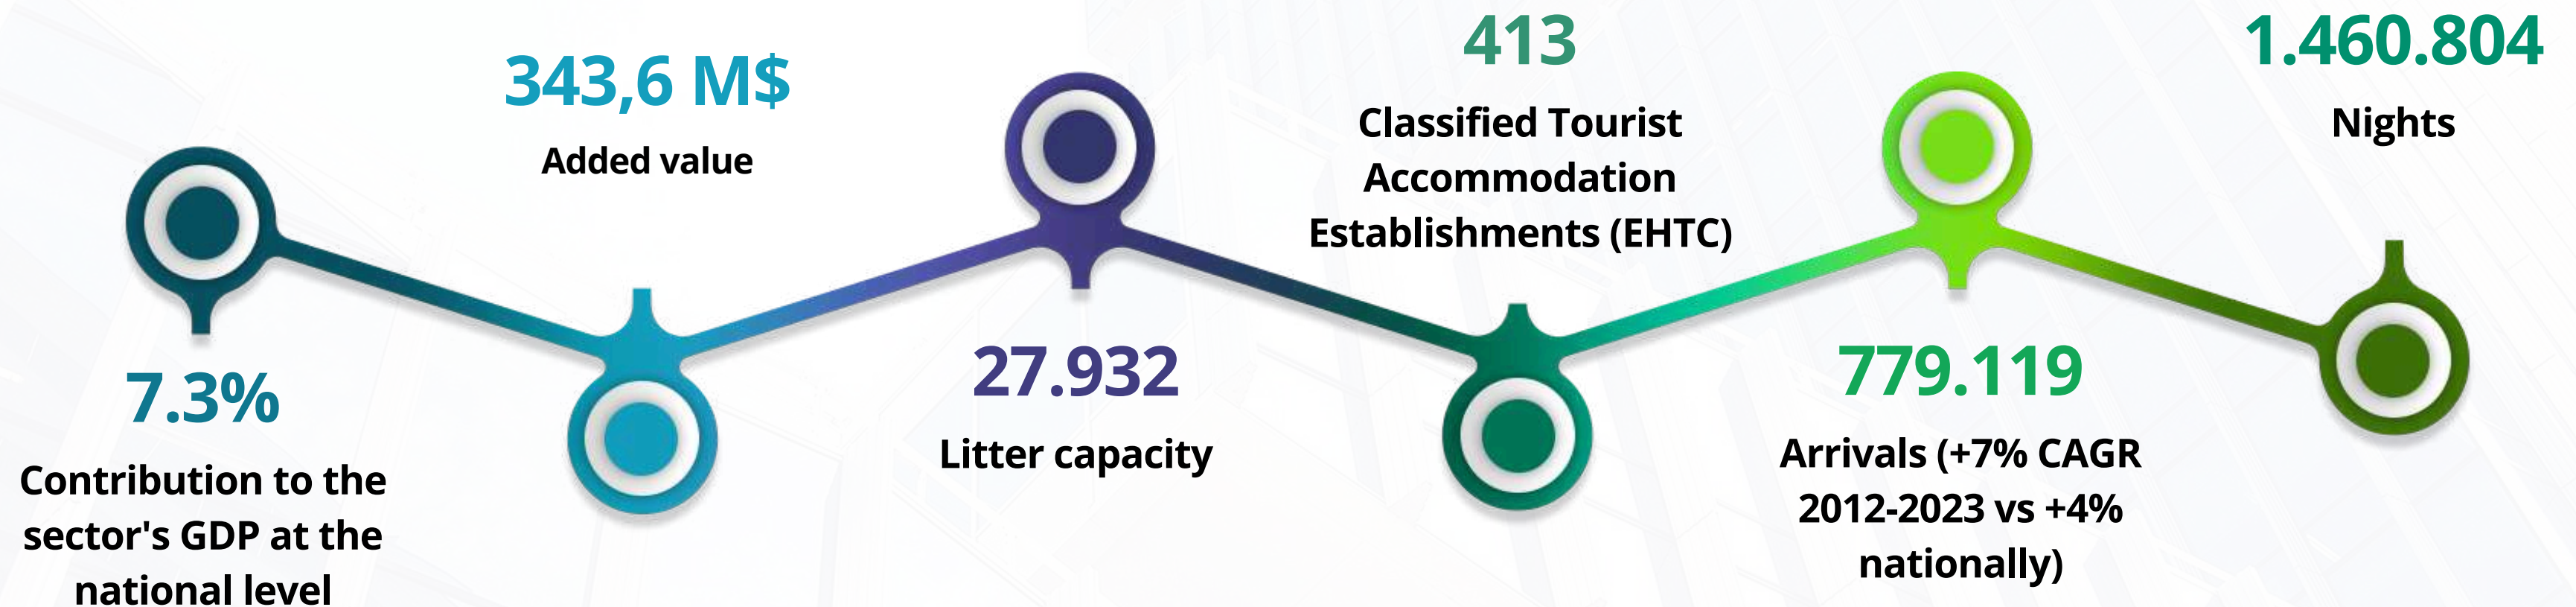 7.3%
Contribution to the
sector's GDP at the
national level
343,6 M$
Added value
27.932
Litter capacity
413
Classified Tourist
Accommodation
Establishments (EHTC)
779.119
Arrivals (+7% CAGR
2012-2023 vs +4%
nationally)
1.460.804
Nights